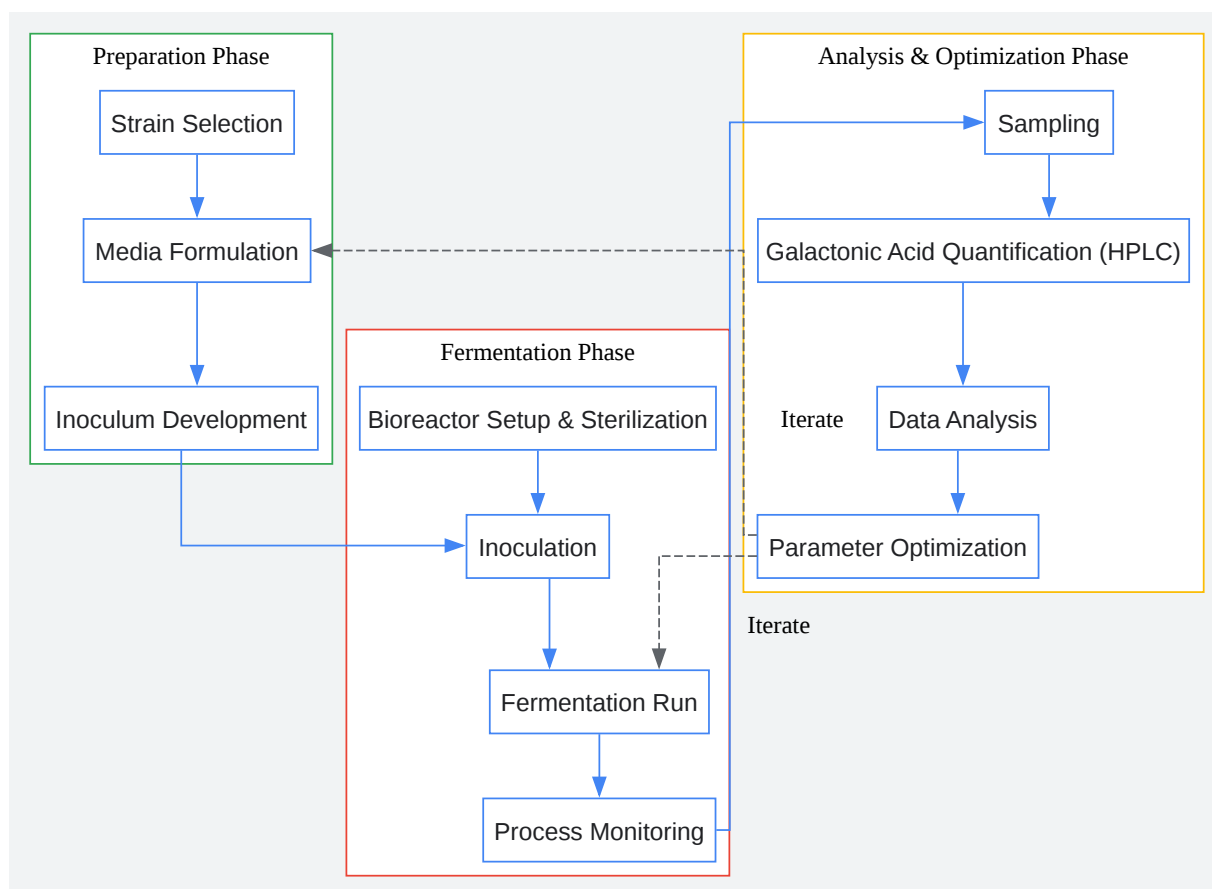 Preparation Phase
Strain Selection
Media Formulation
Inoculum Development
Fermentation Phase
Bioreactor Setup & Sterilization
Inoculation
Fermentation Run
Process Monitoring
Analysis & Optimization Phase
Sampling
Galactonic Acid Quantification (HPLC)
Iterate
Data Analysis
Parameter Optimization
Iterate